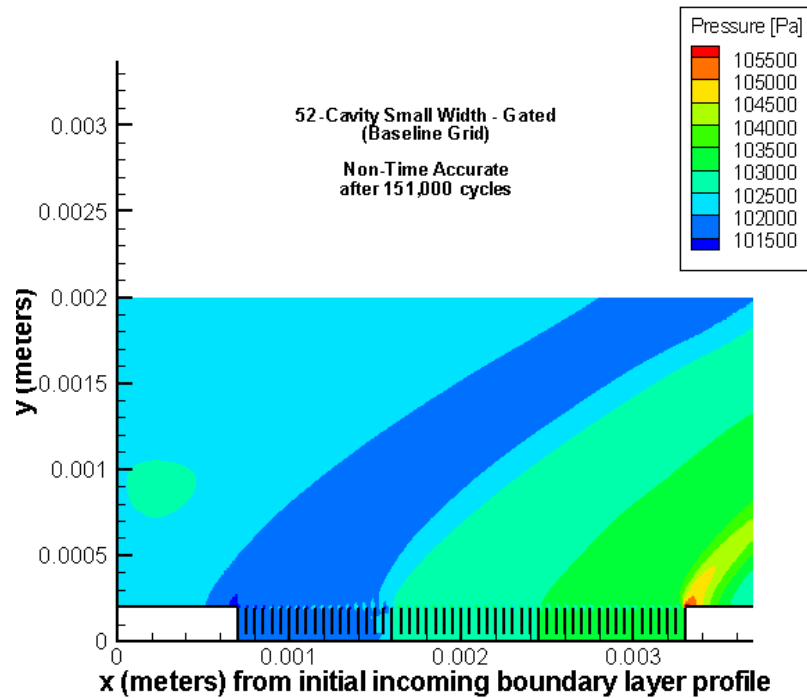 Pressure [Pa]
105500
105000
104500
104000
103500
103000
102500
102000
101500
52-Cavity Small Width - Gated
(Baseline Grid)
Non-Time Accurate
after 151,000 cycles
y (meters)
0.003
0.0025
0.002
0.0015
0.001
0.0005
0
0
0.001
0.002
0.003
x (meters) from initial incoming boundary layer profile